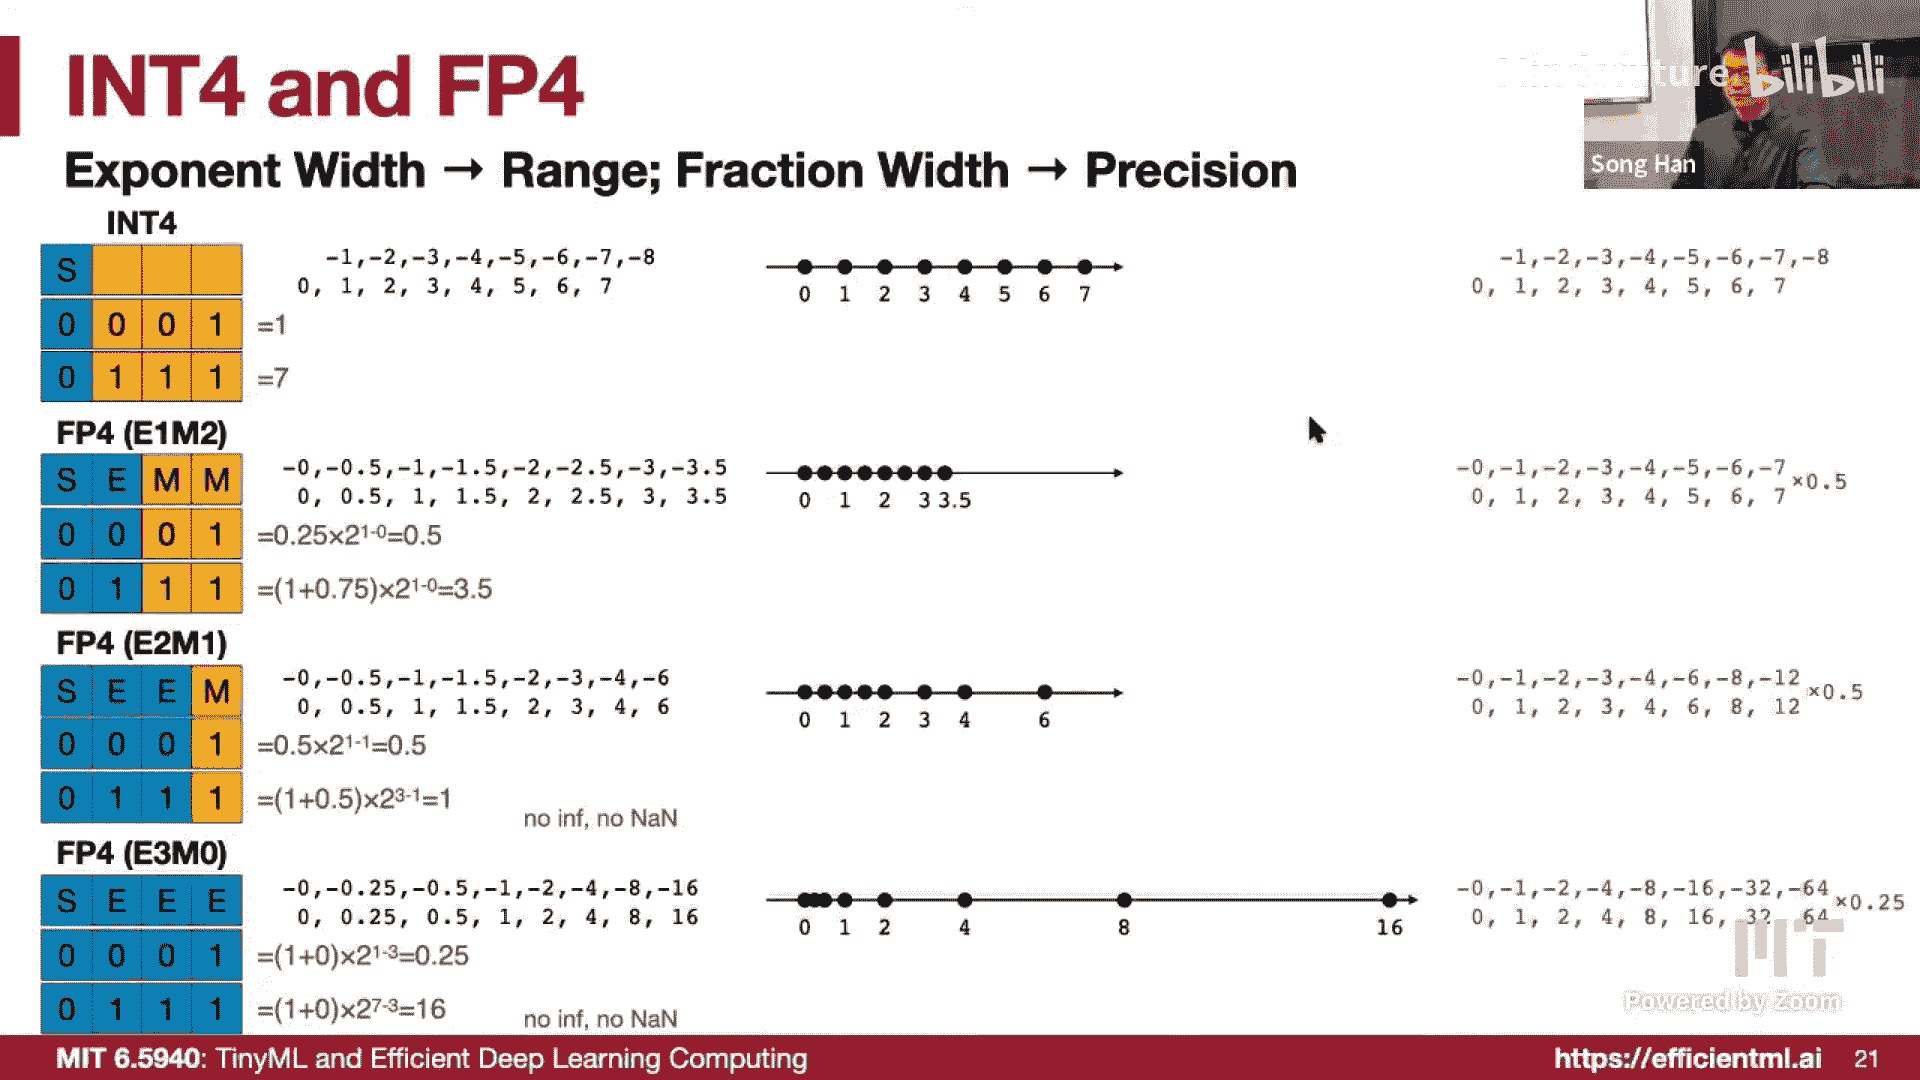 INT4 and FP4
bilibili
Song Han
Exponent Width → Range; Fraction Width → Precision
INT4
S
0 0 0 1 =1
0 1 1 1 =7
-1,-2,-3,-4,-5,-6,-7,-8
0, 1, 2, 3, 4, 5, 6, 7
0 1 2 3 4 5 6 7
-1,-2,-3,-4,-5,-6,-7,-8
0, 1, 2, 3, 4, 5, 6, 7
FP4 (E1M2)
S E M M
0 0 0 1 =0.25×2¹⁻⁰=0.5
0 1 1 1 =(1+0.75)×2¹⁻⁰=3.5
-0,-0.5,-1,-1.5,-2,-2.5,-3,-3.5
0, 0.5, 1, 1.5, 2, 2.5, 3, 3.5
0 1 2 3 3.5
-0,-1,-2,-3,-4,-5,-6,-7
0, 1, 2, 3, 4, 5, 6, 7
×0.5
FP4 (E2M1)
S E E M
0 0 0 1 =0.5×2¹⁻¹=0.5
0 1 1 1 =(1+0.5)×2³⁻¹=1
no inf, no NaN
-0,-0.5,-1,-1.5,-2,-3,-4,-6
0, 0.5, 1, 1.5, 2, 3, 4, 6
0 1 2 3 4 6
-0,-1,-2,-3,-4,-6,-8,-12
0, 1, 2, 3, 4, 6, 8, 12
×0.5
FP4 (E3M0)
S E E E
0 0 0 1 =(1+0)×2¹⁻³=0.25
0 1 1 1 =(1+0)×2⁷⁻³=16
no inf, no NaN
-0,-0.25,-0.5,-1,-2,-4,-8,-16
0, 0.25, 0.5, 1, 2, 4, 8, 16
0 1 2 4 8 16
-0,-1,-2,-4,-8,-16,-32,-64
0, 1, 2, 4, 8, 16, 32, 64
×0.25
MIT
Powered by Zoom
MIT 6.5940: TinyML and Efficient Deep Learning Computing
https://efficientml.ai
21